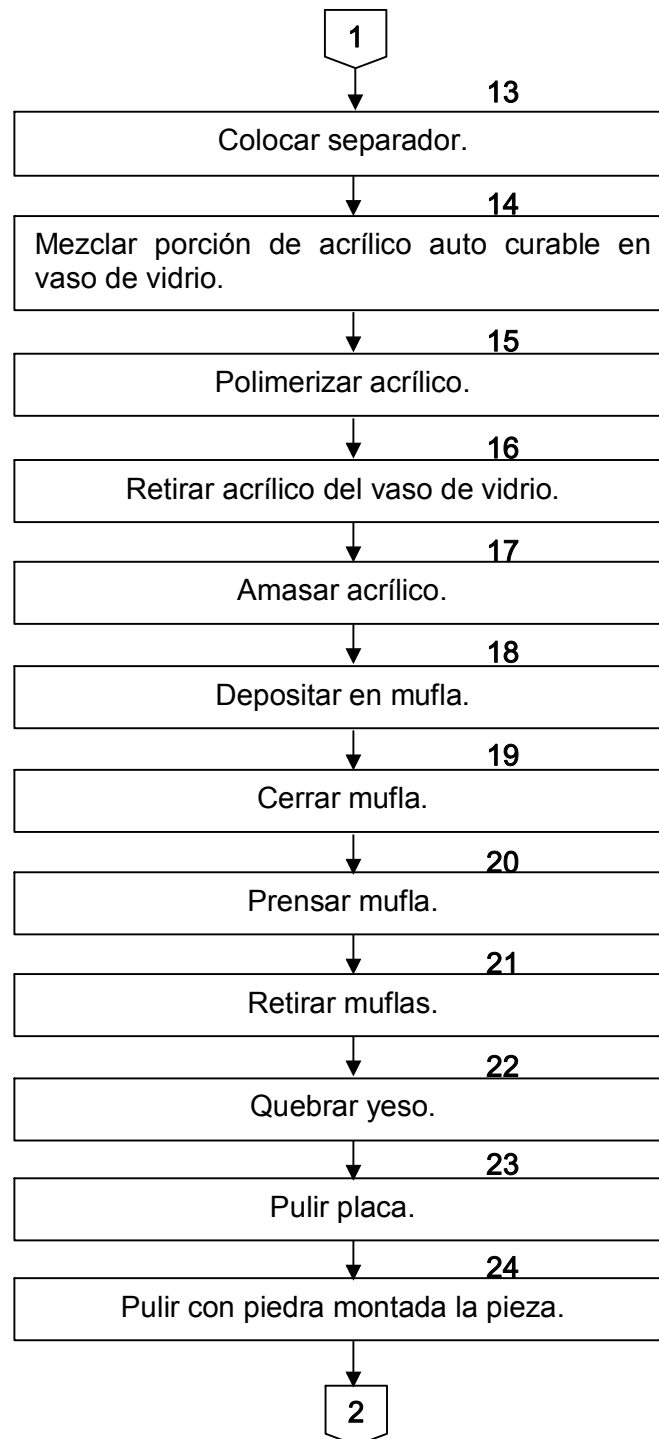 1
13
Colocar separador.
14
Mezclar porción de acrílico auto curable en
vaso de vidrio.
15
Polimerizar acrílico.
16
Retirar acrílico del vaso de vidrio.
17
Amasar acrílico.
18
Depositar en mufla.
19
Cerrar mufla.
20
Prensar mufla.
21
Retirar muflas.
22
Quebrar yeso.
23
Pulir placa.
24
Pulir con piedra montada la pieza.
2